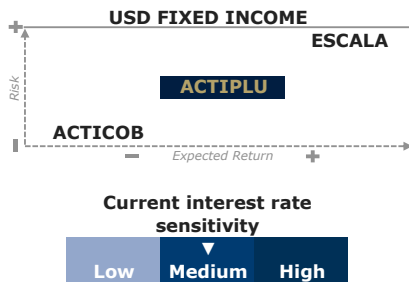 USD FIXED INCOME
+
ESCALA
Risk
ACTIPLU
ACTICOB
− Expected Return +
Current interest rate
sensitivity
Low Medium High